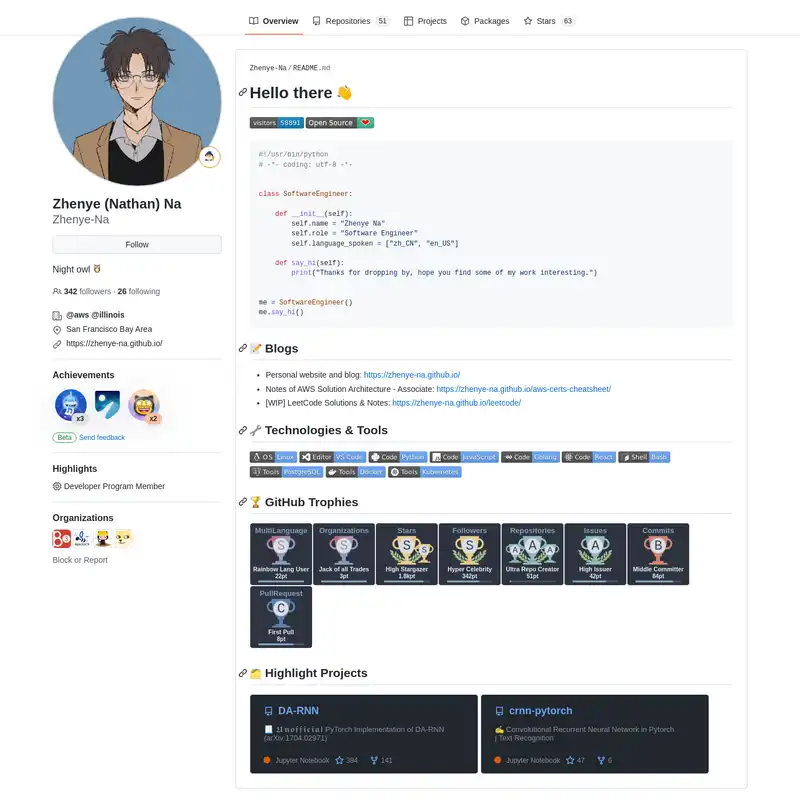 Overview Repositories 51 Projects Packages Stars 63
Zhenye (Nathan) Na
Zhenye-Na
Follow
Night owl
342 followers · 26 following
@aws @illinois
San Francisco Bay Area
https://zhenye-na.github.io/
Achievements
x3 x2
Beta Send feedback
Highlights
Developer Program Member
Organizations
Block or Report
Zhenye-Na/README.md
Hello there 👋
visitors 58891 Open Source
#!/usr/bin/python
# -*- coding: utf-8 -*-
class SoftwareEngineer:
def __init__(self):
self.name = "Zhenye Na"
self.role = "Software Engineer"
self.language_spoken = ["zh_CN", "en_US"]
def say_hi(self):
print("Thanks for dropping by, hope you find some of my work interesting.")
me = SoftwareEngineer()
me.say_hi()
📝 Blogs
• Personal website and blog: https://zhenye-na.github.io/
• Notes of AWS Solution Architecture - Associate: https://zhenye-na.github.io/aws-certs-cheatsheet/
• [WIP] LeetCode Solutions & Notes: https://zhenye-na.github.io/leetcode/
🔧 Technologies & Tools
OS Linux Editor VS Code Code Python Code JavaScript Code Golang Code React Shell Bash
Tools PostgreSQL Tools Docker Tools Kubernetes
🏆 GitHub Trophies
MultiLanguage Organizations Stars Followers Repositories Issues Commits
S S S S S A A A A B
Rainbow Lang User Jack of all Trades High Stargazer Hyper Celebrity Ultra Repo Creator High Issuer Middle Committer
22pt 3pt 1.8kpt 342pt 51pt 42pt 84pt
PullRequest
C
First Pull
8pt
🗂️ Highlight Projects
DA-RNN
📃 𝖀𝖓𝖔𝖋𝖋𝖎𝖈𝖎𝖆𝖑 PyTorch Implementation of DA-RNN
(arXiv:1704.02971)
Jupyter Notebook 384 141
crnn-pytorch
✍️ Convolutional Recurrent Neural Network in Pytorch
| Text Recognition
Jupyter Notebook 47 6